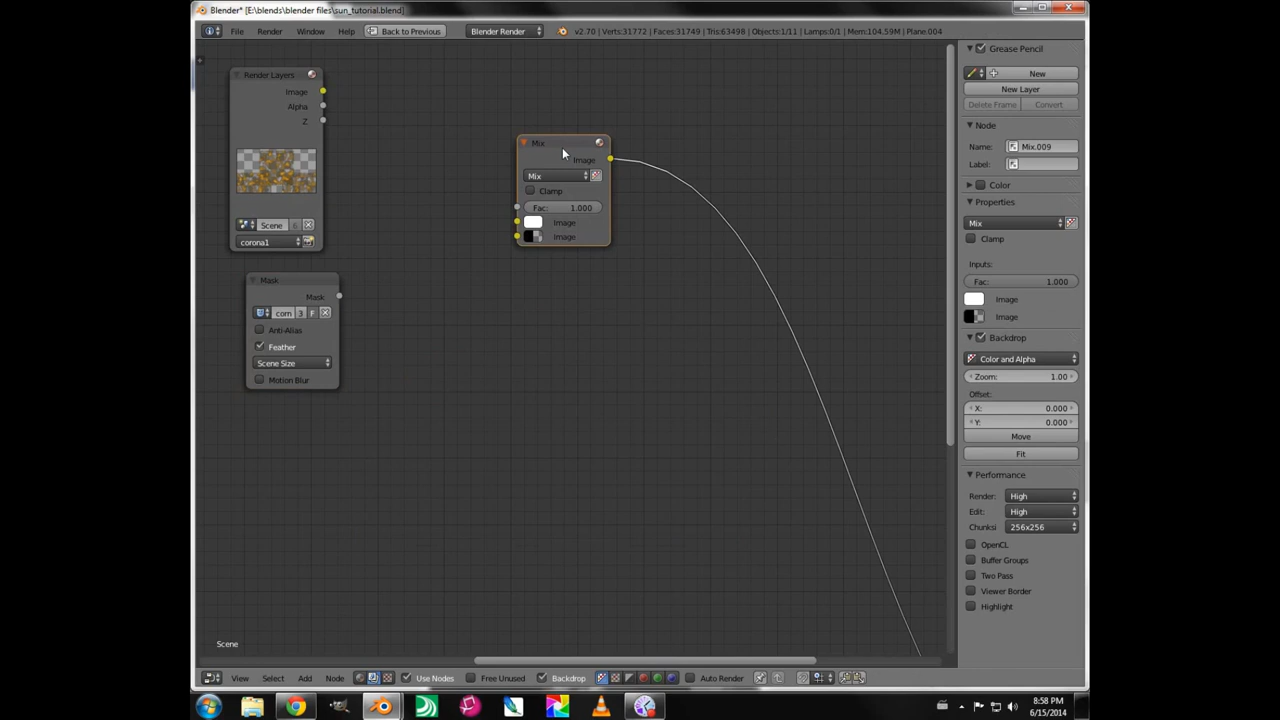 Blender* [E:\blends\blender files\sun_tutorial.blend]
File Render Window Help Back to Previous Blender Render v2.70 | Verts:31772 | Faces:31749 | Tris:63498 | Objects:1/11 | Lamps:0/1 | Mem:104.59M | Plane.004
Render Layers
Image
Alpha
Z
Scene 6
corona1
Mask
Mask
corn 3 F
Anti-Alias
Feather
Scene Size
Motion Blur
Mix
Image
Mix
Clamp
Fac: 1.000
Image
Image
Grease Pencil
New
New Layer
Delete Frame Convert
Node
Name: Mix.009
Label:
Color
Properties
Mix
Clamp
Inputs:
Fac: 1.000
Image
Image
Backdrop
Color and Alpha
Zoom: 1.00
Offset:
X: 0.000
Y: 0.000
Move
Fit
Performance
Render: High
Edit: High
Chunks: 256x256
OpenCL
Buffer Groups
Two Pass
Viewer Border
Highlight
Scene
View Select Add Node Use Nodes Free Unused Backdrop Auto Render
8:58 PM
6/15/2014